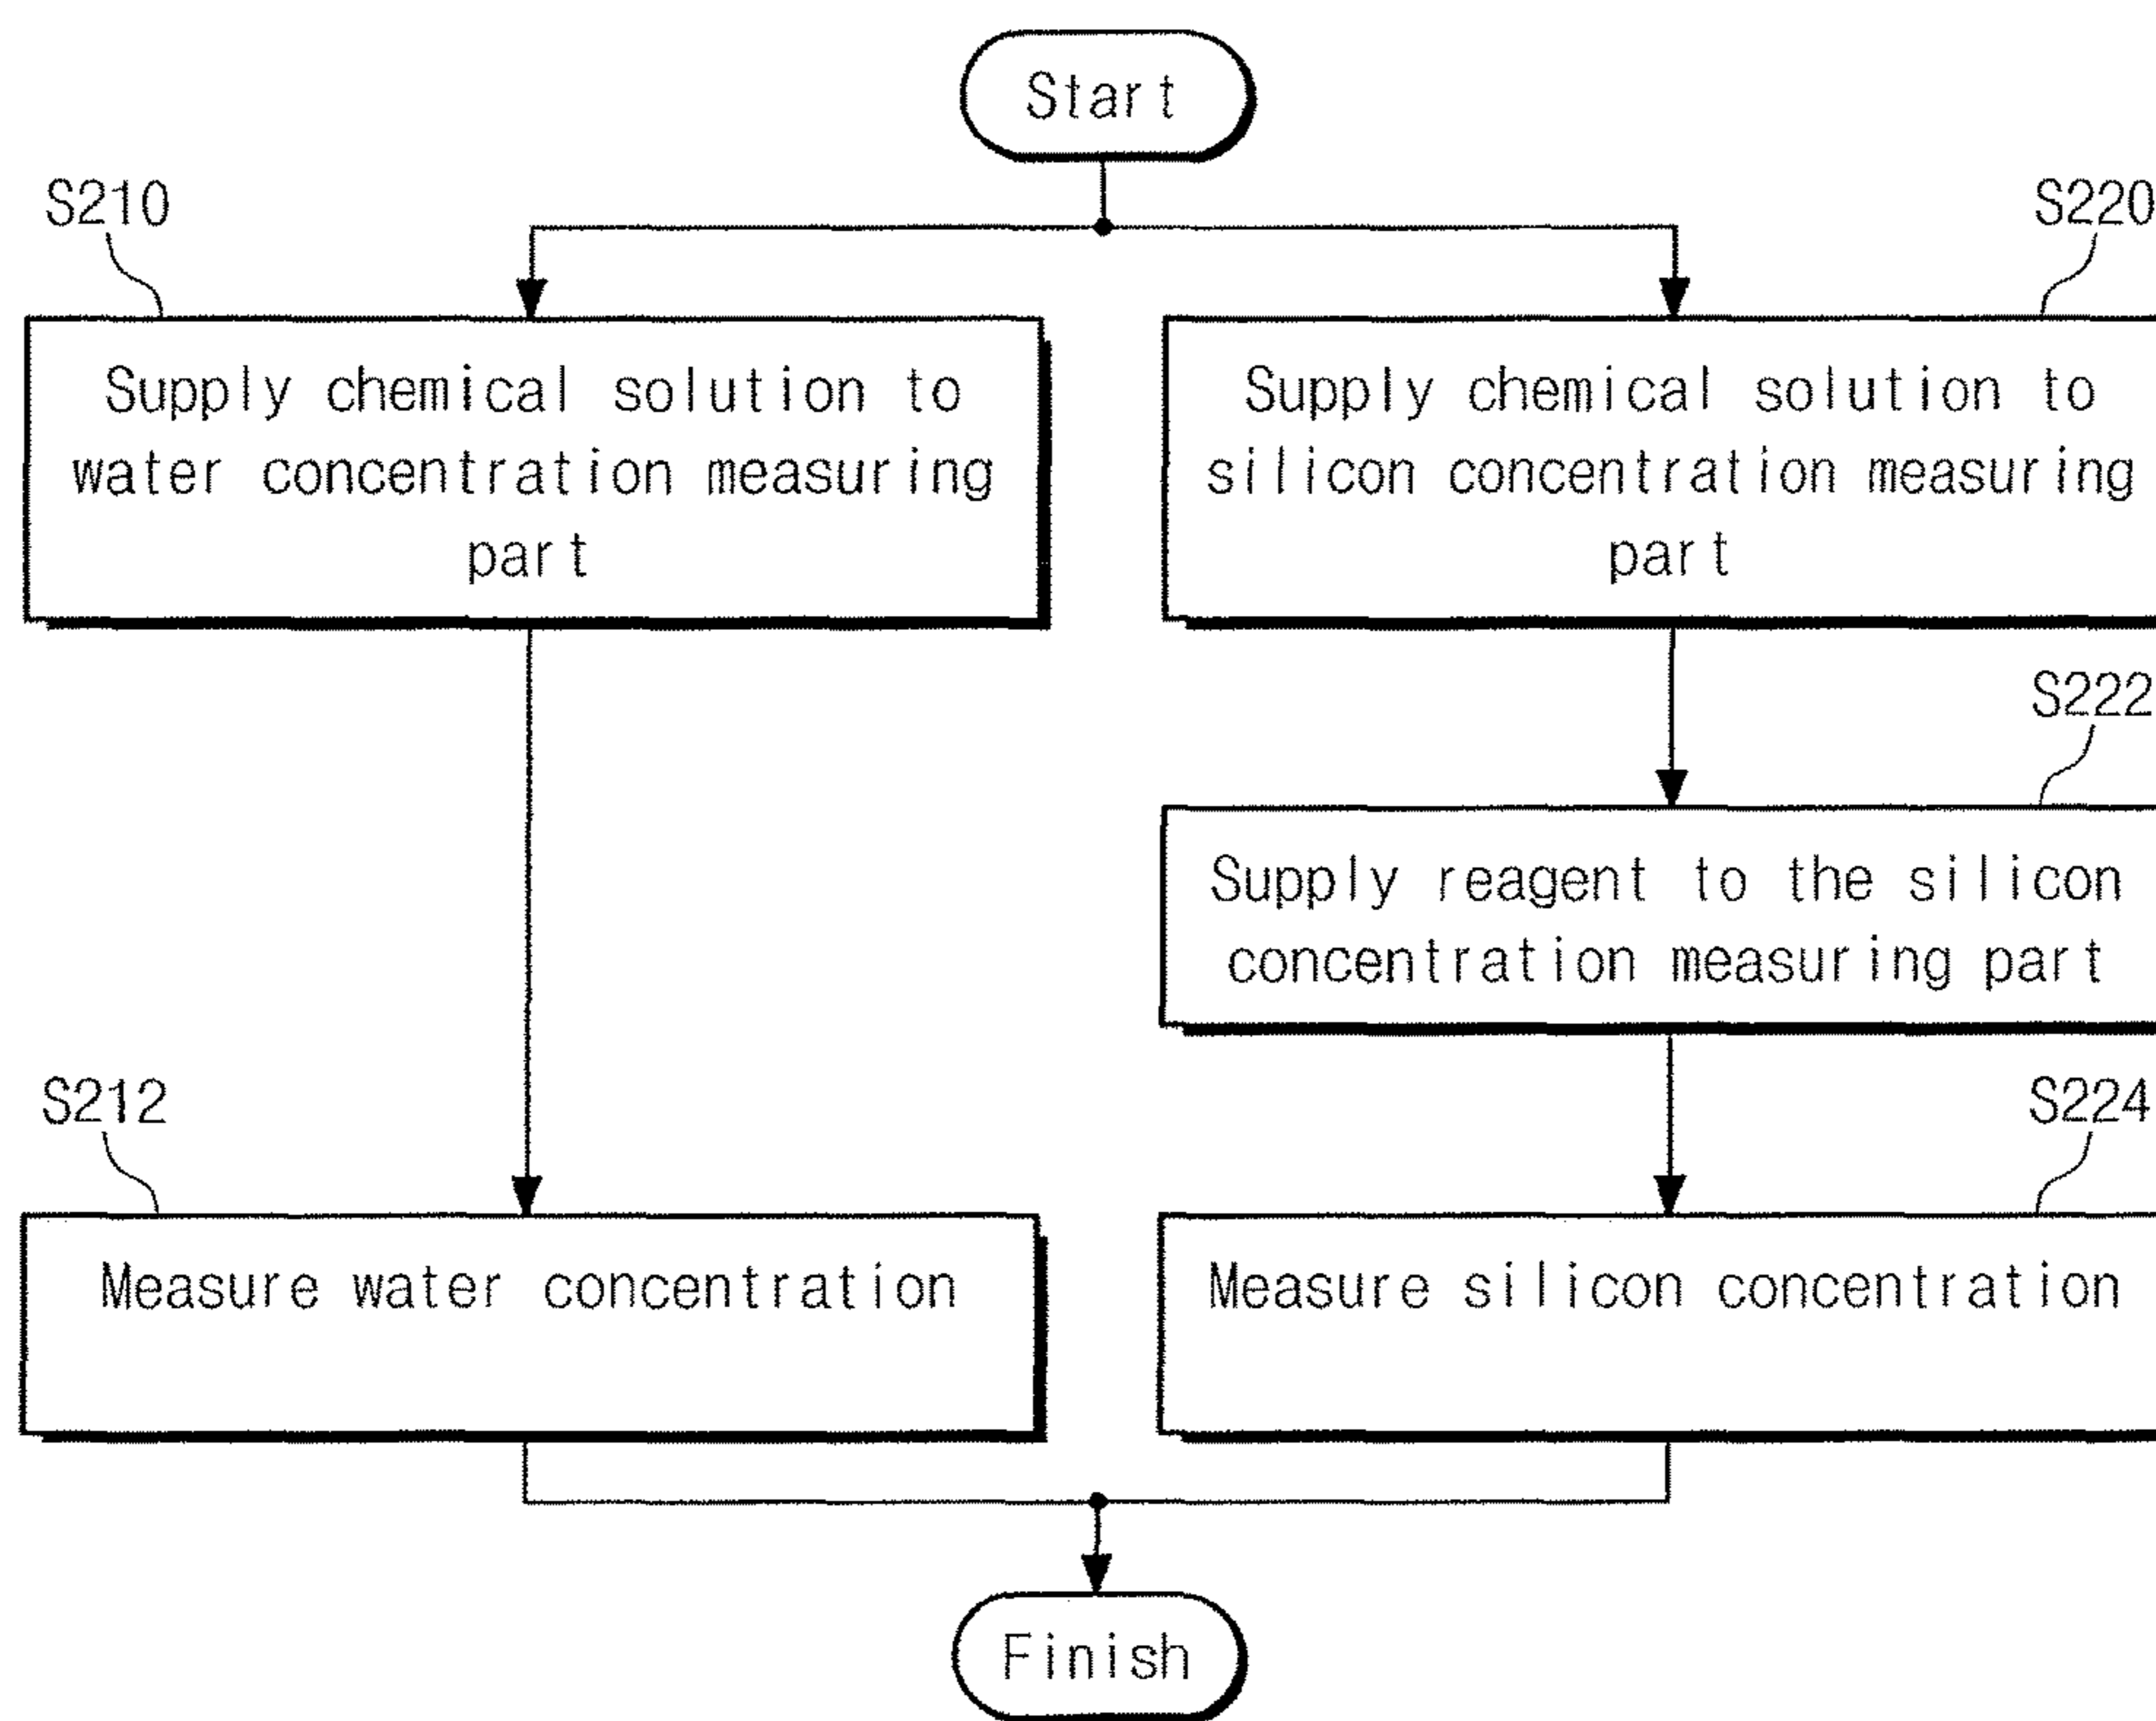 Start
S210
S220
Supply chemical solution to
water concentration measuring
part
Supply chemical solution to
silicon concentration measuring
part
S222
Supply reagent to the silicon
concentration measuring part
S212
S224
Measure water concentration
Measure silicon concentration
Finish